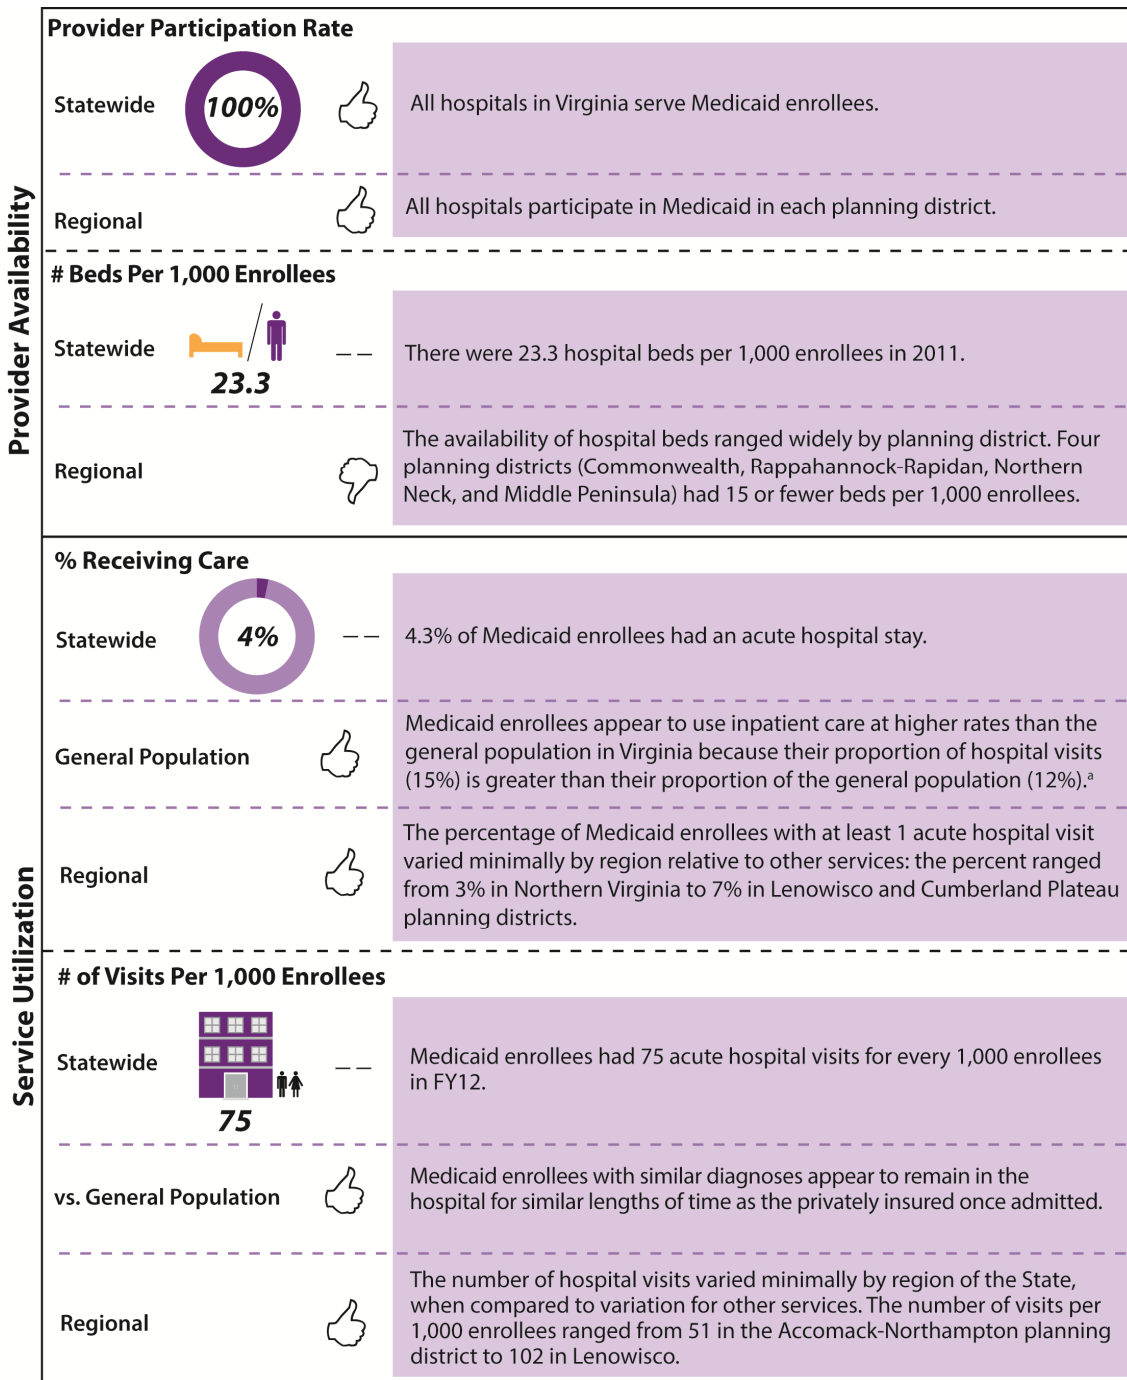 Provider Availability
Provider Participation Rate
Statewide
100%
All hospitals in Virginia serve Medicaid enrollees.
Regional
All hospitals participate in Medicaid in each planning district.
# Beds Per 1,000 Enrollees
Statewide
23.3
— —
There were 23.3 hospital beds per 1,000 enrollees in 2011.
Regional
The availability of hospital beds ranged widely by planning district. Four
planning districts (Commonwealth, Rappahannock-Rapidan, Northern
Neck, and Middle Peninsula) had 15 or fewer beds per 1,000 enrollees.
Service Utilization
% Receiving Care
Statewide
4%
— —
4.3% of Medicaid enrollees had an acute hospital stay.
General Population
Medicaid enrollees appear to use inpatient care at higher rates than the
general population in Virginia because their proportion of hospital visits
(15%) is greater than their proportion of the general population (12%).ª
Regional
The percentage of Medicaid enrollees with at least 1 acute hospital visit
varied minimally by region relative to other services: the percent ranged
from 3% in Northern Virginia to 7% in Lenowisco and Cumberland Plateau
planning districts.
# of Visits Per 1,000 Enrollees
Statewide
75
— —
Medicaid enrollees had 75 acute hospital visits for every 1,000 enrollees
in FY12.
vs. General Population
Medicaid enrollees with similar diagnoses appear to remain in the
hospital for similar lengths of time as the privately insured once admitted.
Regional
The number of hospital visits varied minimally by region of the State,
when compared to variation for other services. The number of visits per
1,000 enrollees ranged from 51 in the Accomack-Northampton planning
district to 102 in Lenowisco.